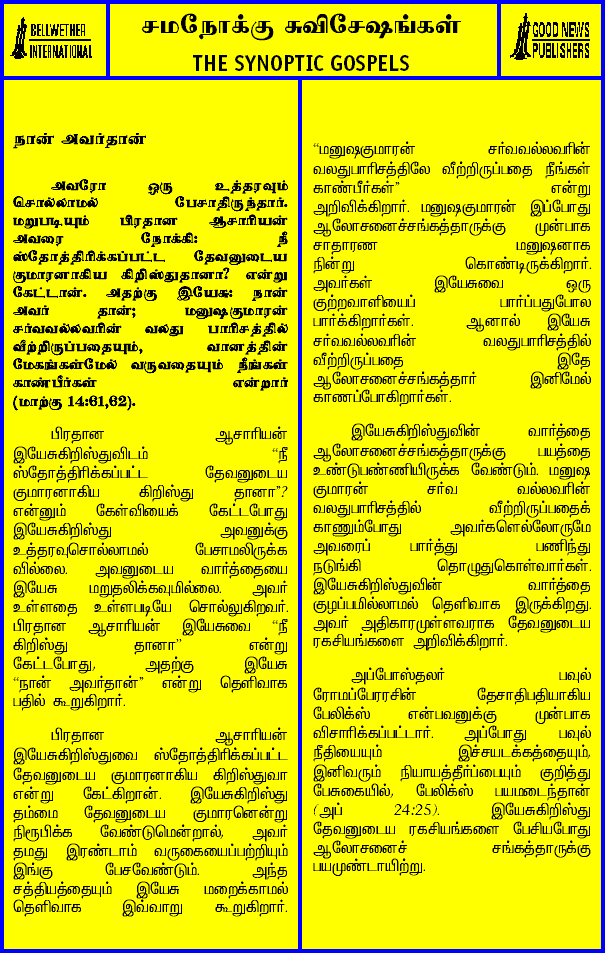 BELLWETHER
INTERNATIONAL
சமநோக்கு சுவிசேஷங்கள்
THE SYNOPTIC GOSPELS
GOOD NEWS
PUBLISHERS
நான் அவர்தான்
அவரோ ஒரு உத்தரவும்
சொல்லாமல் பேசாதிருந்தார்.
மறுபடியும் பிரதான ஆசாரியன்
அவரை நோக்கி: நீ
ஸ்தோத்திரிக்கப்பட்ட தேவனுடைய
குமாரனாகிய கிறிஸ்துதானா? என்று
கேட்டான். அதற்கு இயேசு: நான்
அவர் தான்; மனுஷகுமாரன்
சர்வவல்லவரின் வலது பாரிசத்தில்
வீற்றிருப்பதையும், வானத்தின்
மேகங்கள்மேல் வருவதையும் நீங்கள்
காண்பீர்கள் என்றார்
(மாற்கு 14:61,62).
பிரதான ஆசாரியன்
இயேசுகிறிஸ்துவிடம் “நீ
ஸ்தோத்திரிக்கப்பட்ட தேவனுடைய
குமாரனாகிய கிறிஸ்து தானா”?
என்னும் கேள்வியைக் கேட்டபோது
இயேசுகிறிஸ்து அவனுக்கு
உத்தரவுசொல்லாமல் பேசாமலிருக்க
வில்லை. அவனுடைய வார்த்தையை
இயேசு மறுதலிக்கவுமில்லை. அவர்
உள்ளதை உள்ளபடியே சொல்லுகிறவர்.
பிரதான ஆசாரியன் இயேசுவை “நீ
கிறிஸ்து தானா” என்று
கேட்டபோது, அதற்கு இயேசு
“நான் அவர்தான்” என்று தெளிவாக
பதில் கூறுகிறார்.
பிரதான ஆசாரியன்
இயேசுகிறிஸ்துவை ஸ்தோத்திரிக்கப்பட்ட
தேவனுடைய குமாரனாகிய கிறிஸ்துவா
என்று கேட்கிறான். இயேசுகிறிஸ்து
தம்மை தேவனுடைய குமாரனென்று
நிரூபிக்க வேண்டுமென்றால், அவர்
தமது இரண்டாம் வருகையைப்பற்றியும்
இங்கு பேசவேண்டும். அந்த
சத்தியத்தையும் இயேசு மறைக்காமல்
தெளிவாக இவ்வாறு கூறுகிறார்.
“மனுஷகுமாரன் சர்வவல்லவரின்
வலதுபாரிசத்திலே வீற்றிருப்பதை நீங்கள்
காண்பீர்கள்” என்று
அறிவிக்கிறார். மனுஷகுமாரன் இப்போது
ஆலோசனைச்சங்கத்தாருக்கு முன்பாக
சாதாரண மனுஷனாக
நின்று கொண்டிருக்கிறார்.
அவர்கள் இயேசுவை ஒரு
குற்றவாளியைப் பார்ப்பதுபோல
பார்க்கிறார்கள். ஆனால் இயேசு
சர்வவல்லவரின் வலதுபாரிசத்தில்
வீற்றிருப்பதை இதே
ஆலோசனைச்சங்கத்தார் இனிமேல்
காணப்போகிறார்கள்.
இயேசுகிறிஸ்துவின் வார்த்தை
ஆலோசனைச்சங்கத்தாருக்கு பயத்தை
உண்டுபண்ணியிருக்க வேண்டும். மனுஷ
குமாரன் சர்வ வல்லவரின்
வலதுபாரிசத்தில் வீற்றிருப்பதைக்
காணும்போது அவர்களெல்லோருமே
அவரைப் பார்த்து பணிந்து
நடுங்கி தொழுதுகொள்வார்கள்.
இயேசுகிறிஸ்துவின் வார்த்தை
குழப்பமில்லாமல் தெளிவாக இருக்கிறது.
அவர் அதிகாரமுள்ளவராக தேவனுடைய
ரகசியங்களை அறிவிக்கிறார்.
அப்போஸ்தலர் பவுல்
ரோமப்பேரரசின் தேசாதிபதியாகிய
பேலிக்ஸ் என்பவனுக்கு முன்பாக
விசாரிக்கப்பட்டார். அப்போது பவுல்
நீதியையும் இச்சயடக்கத்தையும்,
இனிவரும் நியாயத்தீர்ப்பையும் குறித்து
பேசுகையில், பேலிக்ஸ் பயமடைந்தான்
(அப் 24:25). இயேசுகிறிஸ்து
தேவனுடைய ரகசியங்களை பேசியபோது
ஆலோசனைச் சங்கத்தாருக்கு
பயமுண்டாயிற்று.